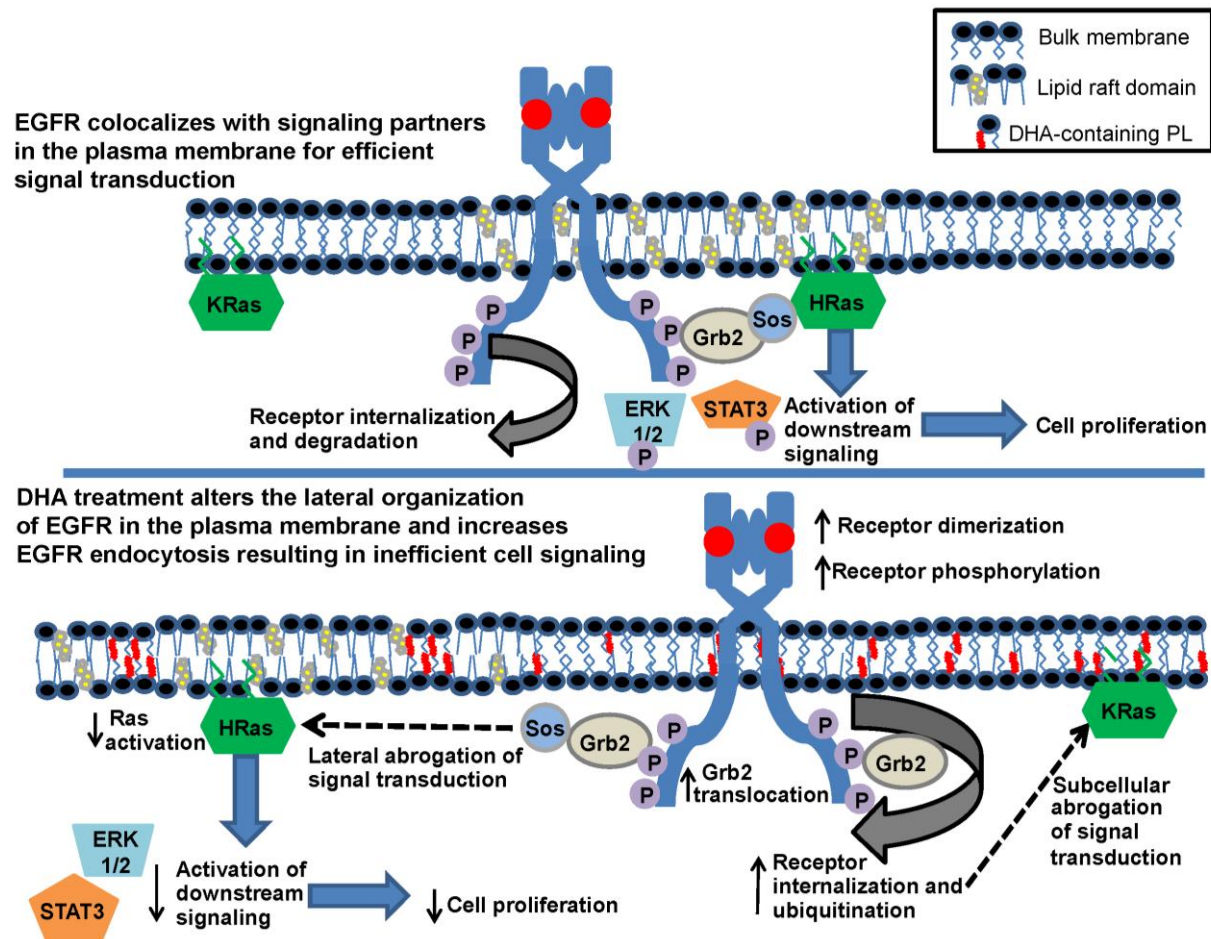 Bulk membrane
Lipid raft domain
DHA-containing PL
EGFR colocalizes with signaling partners
in the plasma membrane for efficient
signal transduction
KRas
HRas
P
P
P
P
P
P
Grb2
Sos
Receptor internalization
and degradation
ERK
1/2
P
STAT3
P
Activation of
downstream
signaling
Cell proliferation
DHA treatment alters the lateral organization
of EGFR in the plasma membrane and increases
EGFR endocytosis resulting in inefficient cell signaling
Receptor dimerization
Receptor phosphorylation
Ras
activation
HRas
Lateral abrogation of
signal transduction
Sos
Grb2
P
P
P
Grb2
translocation
P
P
P
Grb2
KRas
Subcellular
abrogation
of signal
transduction
Receptor
internalization and
ubiquitination
ERK
1/2
STAT3
Activation of
downstream
signaling
Cell proliferation